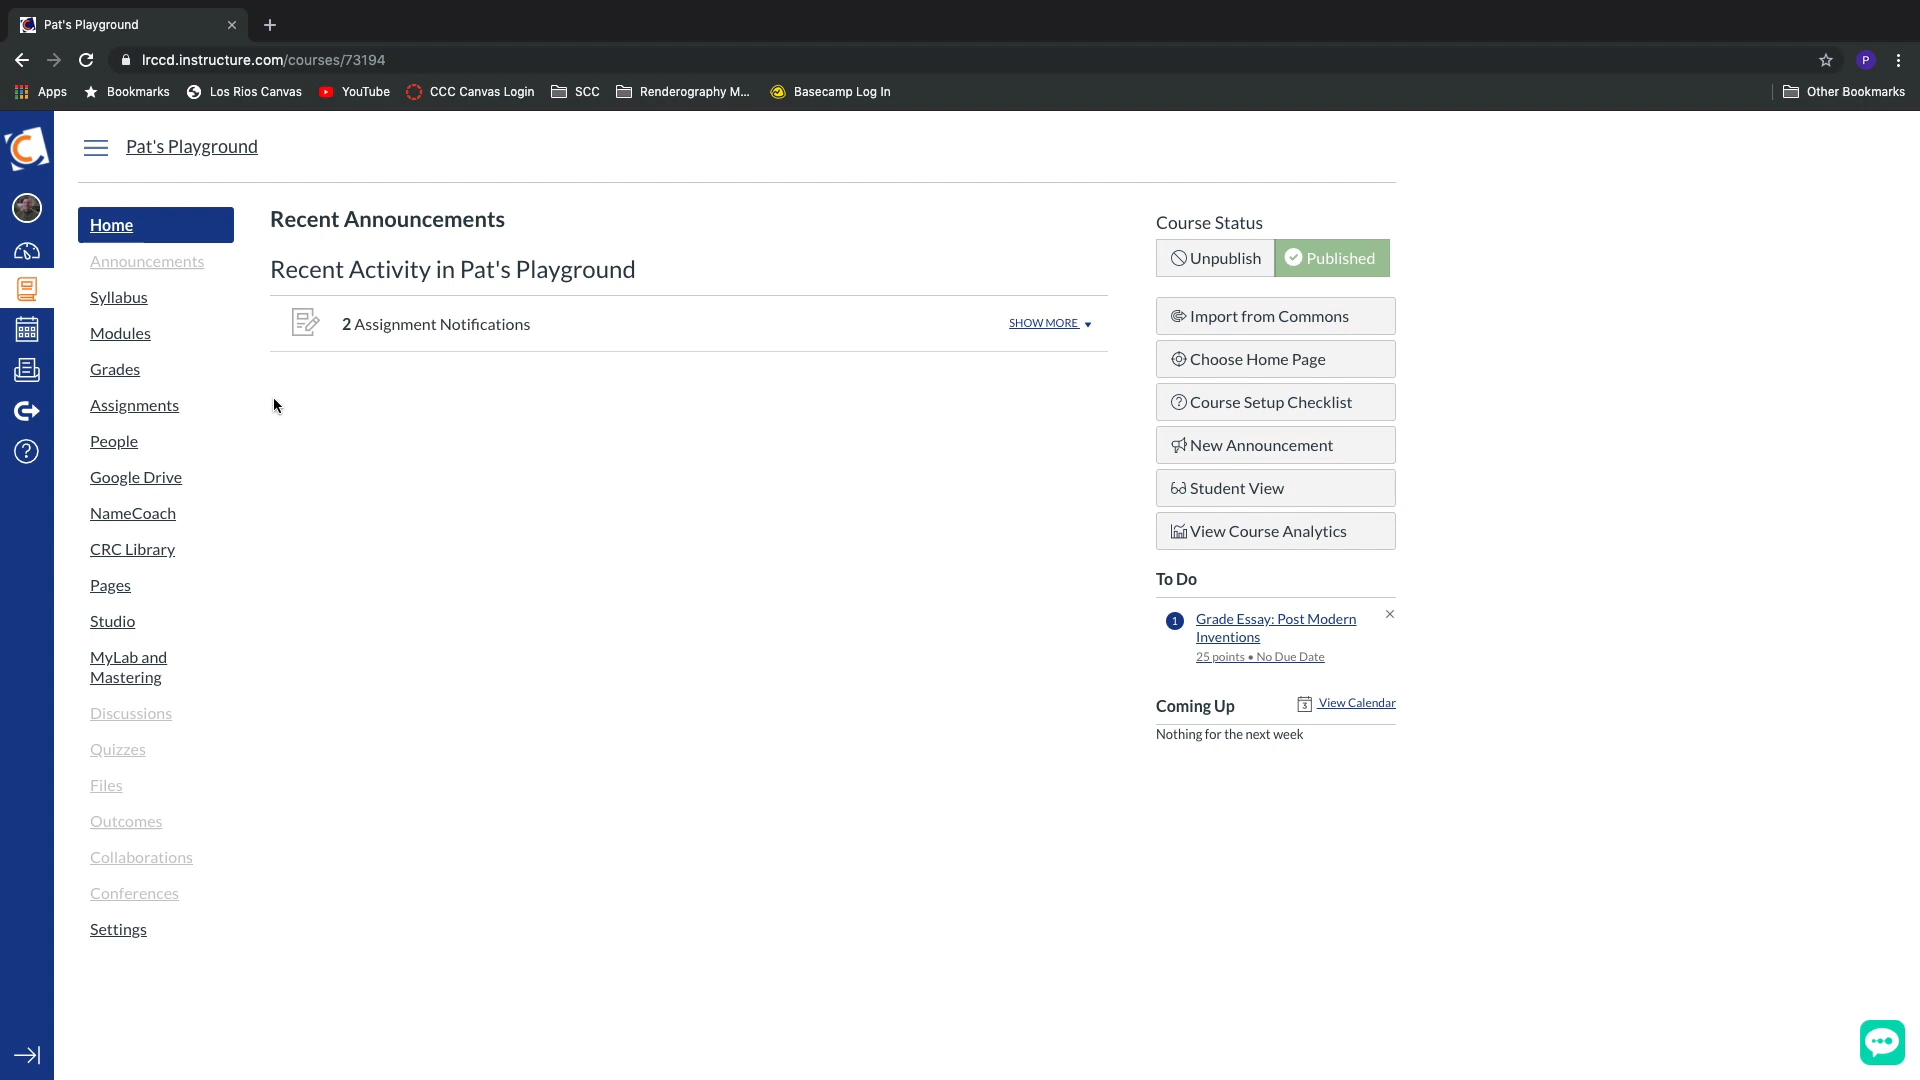 Pat's Playground
lrccd.instructure.com/courses/73194
P
Apps
Bookmarks
Los Rios Canvas
YouTube
CCC Canvas Login
SCC
Renderography M...
Basecamp Log In
Other Bookmarks
Pat's Playground
Home
Announcements
Syllabus
Modules
Grades
Assignments
People
Google Drive
NameCoach
CRC Library
Pages
Studio
MyLab and
Mastering
Discussions
Quizzes
Files
Outcomes
Collaborations
Conferences
Settings
Recent Announcements
Recent Activity in Pat's Playground
2 Assignment Notifications
SHOW MORE
Course Status
Unpublish
Published
Import from Commons
Choose Home Page
Course Setup Checklist
New Announcement
Student View
View Course Analytics
To Do
1 Grade Essay: Post Modern
Inventions
25 points • No Due Date
Coming Up
3 View Calendar
Nothing for the next week